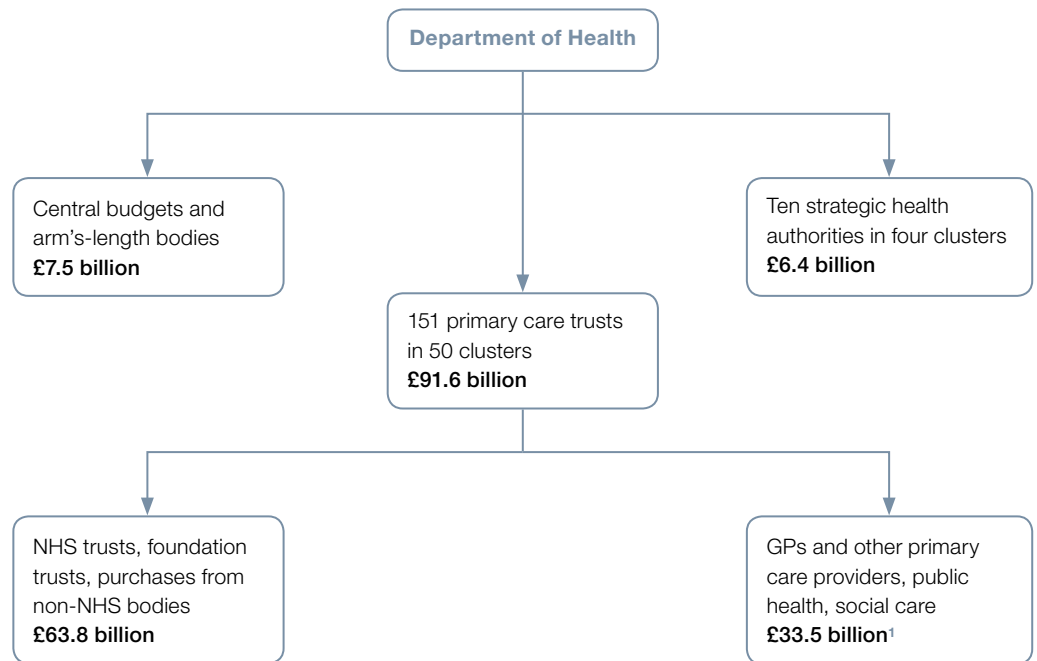 Department of Health
Central budgets and
arm's-length bodies
£7.5 billion
Ten strategic health
authorities in four clusters
£6.4 billion
151 primary care trusts
in 50 clusters
£91.6 billion
NHS trusts, foundation
trusts, purchases from
non-NHS bodies
£63.8 billion
GPs and other primary
care providers, public
health, social care
£33.5 billion¹